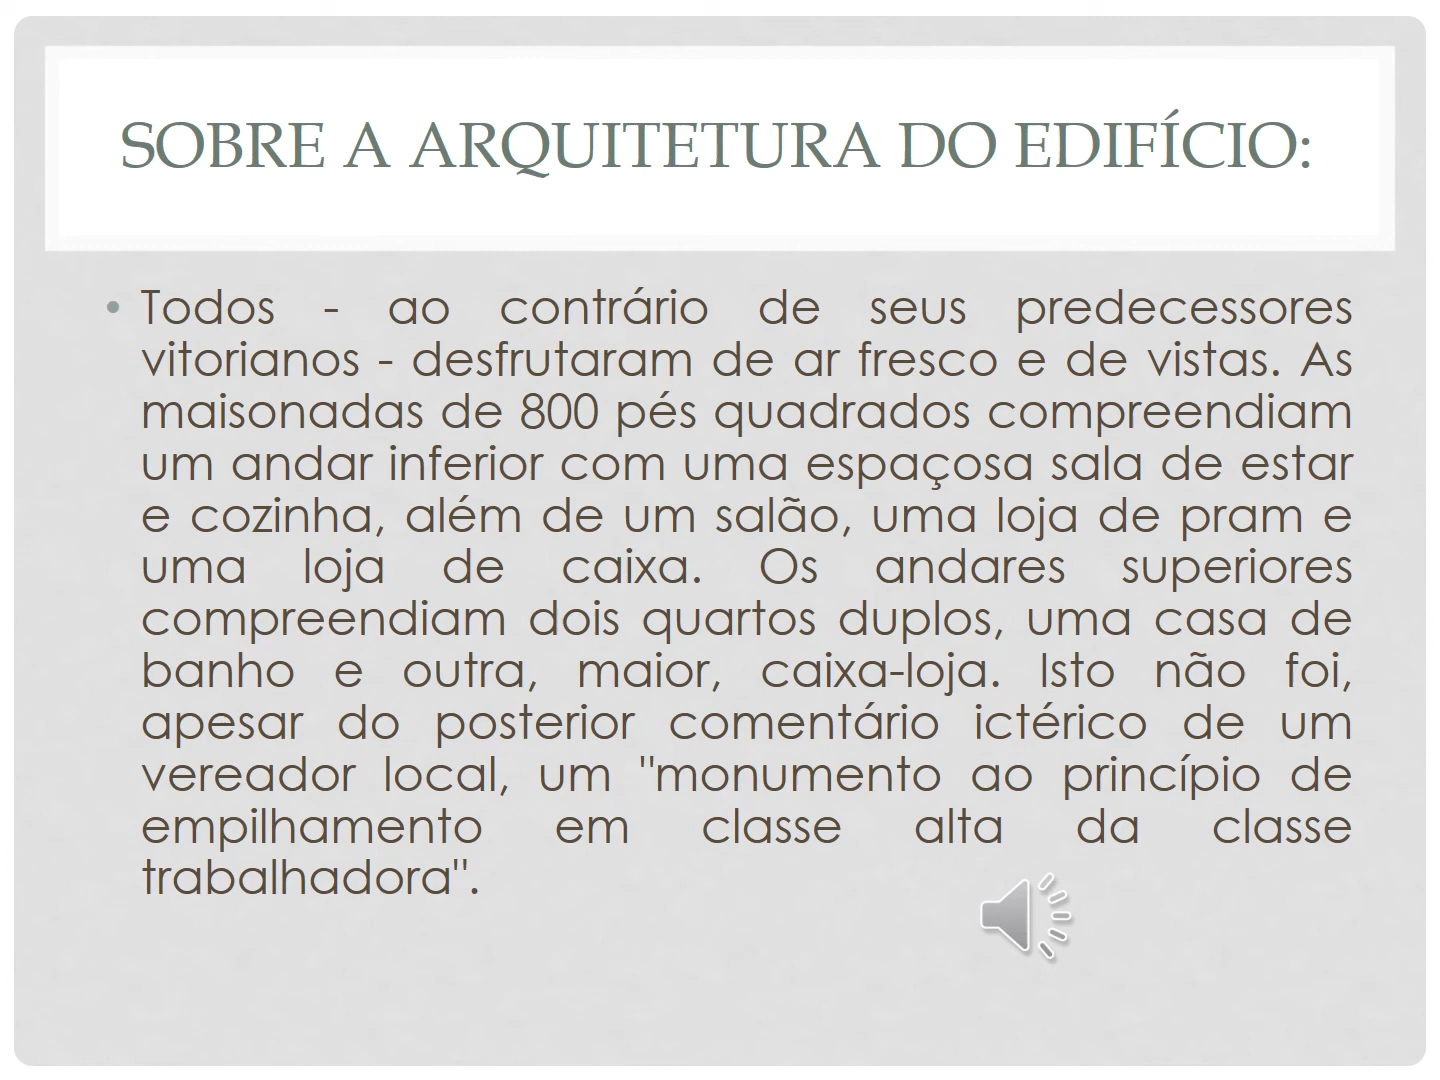 SOBRE A ARQUITETURA DO EDIFÍCIO:
• Todos - ao contrário de seus predecessores
vitorianos - desfrutaram de ar fresco e de vistas. As
maisonadas de 800 pés quadrados compreendiam
um andar inferior com uma espaçosa sala de estar
e cozinha, além de um salão, uma loja de pram e
uma loja de caixa. Os andares superiores
compreendiam dois quartos duplos, uma casa de
banho e outra, maior, caixa-loja. Isto não foi,
apesar do posterior comentário ictérico de um
vereador local, um "monumento ao princípio de
empilhamento em classe alta da classe
trabalhadora".